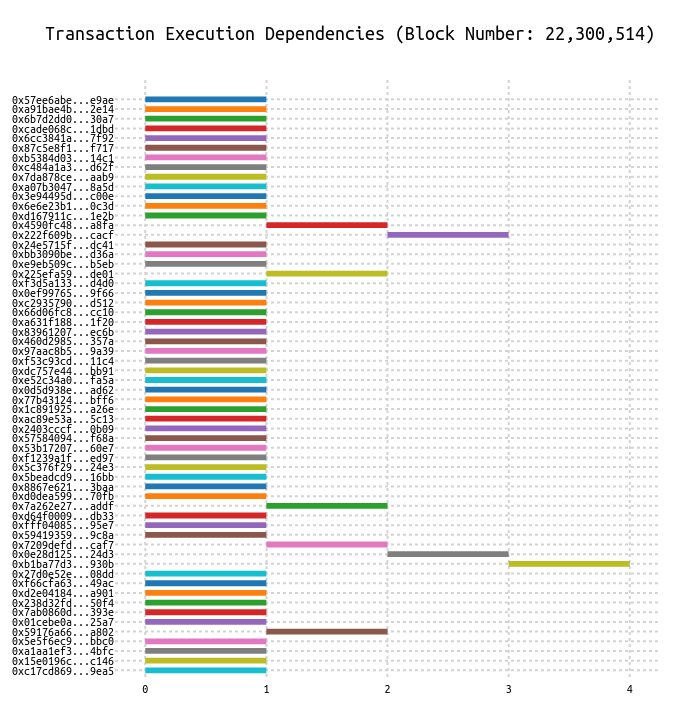 Transaction Execution Dependencies (Block Number: 22,300,514)
0x57ee6abe...e9ae
0xa91bae4b...2e14
0x6b7d2dd0...30a7
0xcade068c...1dbd
0x6cc3841a...7f92
0x87c5e8f1...f717
0xb5384d03...14c1
0xc484a1a3...d62f
0x7da878ce...aab9
0xa07b3047...8a5d
0x3e94495d...c00e
0x6e6e23b1...0c3d
0xd167911c...1e2b
0x4590fc48...a8fa
0x222f609b...cacf
0x24e5715f...dc41
0xbb3090be...d36a
0xe9eb509c...b5eb
0x225efa59...de01
0xf3d5a133...d4d0
0x0ef99765...9f66
0xc2935790...d512
0x66d06fc8...cc10
0xa631f188...1f20
0x83961207...ec6b
0x460d2985...357a
0x97aac8b5...9a39
0xf53c93cd...11c4
0xdc757e44...bb91
0xe52c34a0...fa5a
0x0d5d938e...ad62
0x77b43124...bff6
0x1c891925...a26e
0xac89e53a...5c13
0x2403cccf...0b09
0x57584094...f68a
0x53b17207...60e7
0xf1239a1f...ed97
0x5c376f29...24e3
0x5beadcd9...16bb
0x8867e621...3baa
0xd0dea599...70fb
0x7a262e27...addf
0xd64f0009...db33
0xfff04085...95e7
0x59419359...9c8a
0x7209defd...caf7
0x0e28d125...24d3
0xb1ba77d3...930b
0x27d0e52e...08dd
0xf66cfa63...49ac
0xd2e04184...a901
0x238d32fd...50f4
0x7ab0860d...393e
0x01cebe0a...25a7
0x59176a66...a802
0x5e5f6ec9...bbc0
0xa1aa1ef3...4bfc
0x15e0196c...c146
0xc17cd869...9ea5
0 1 2 3 4